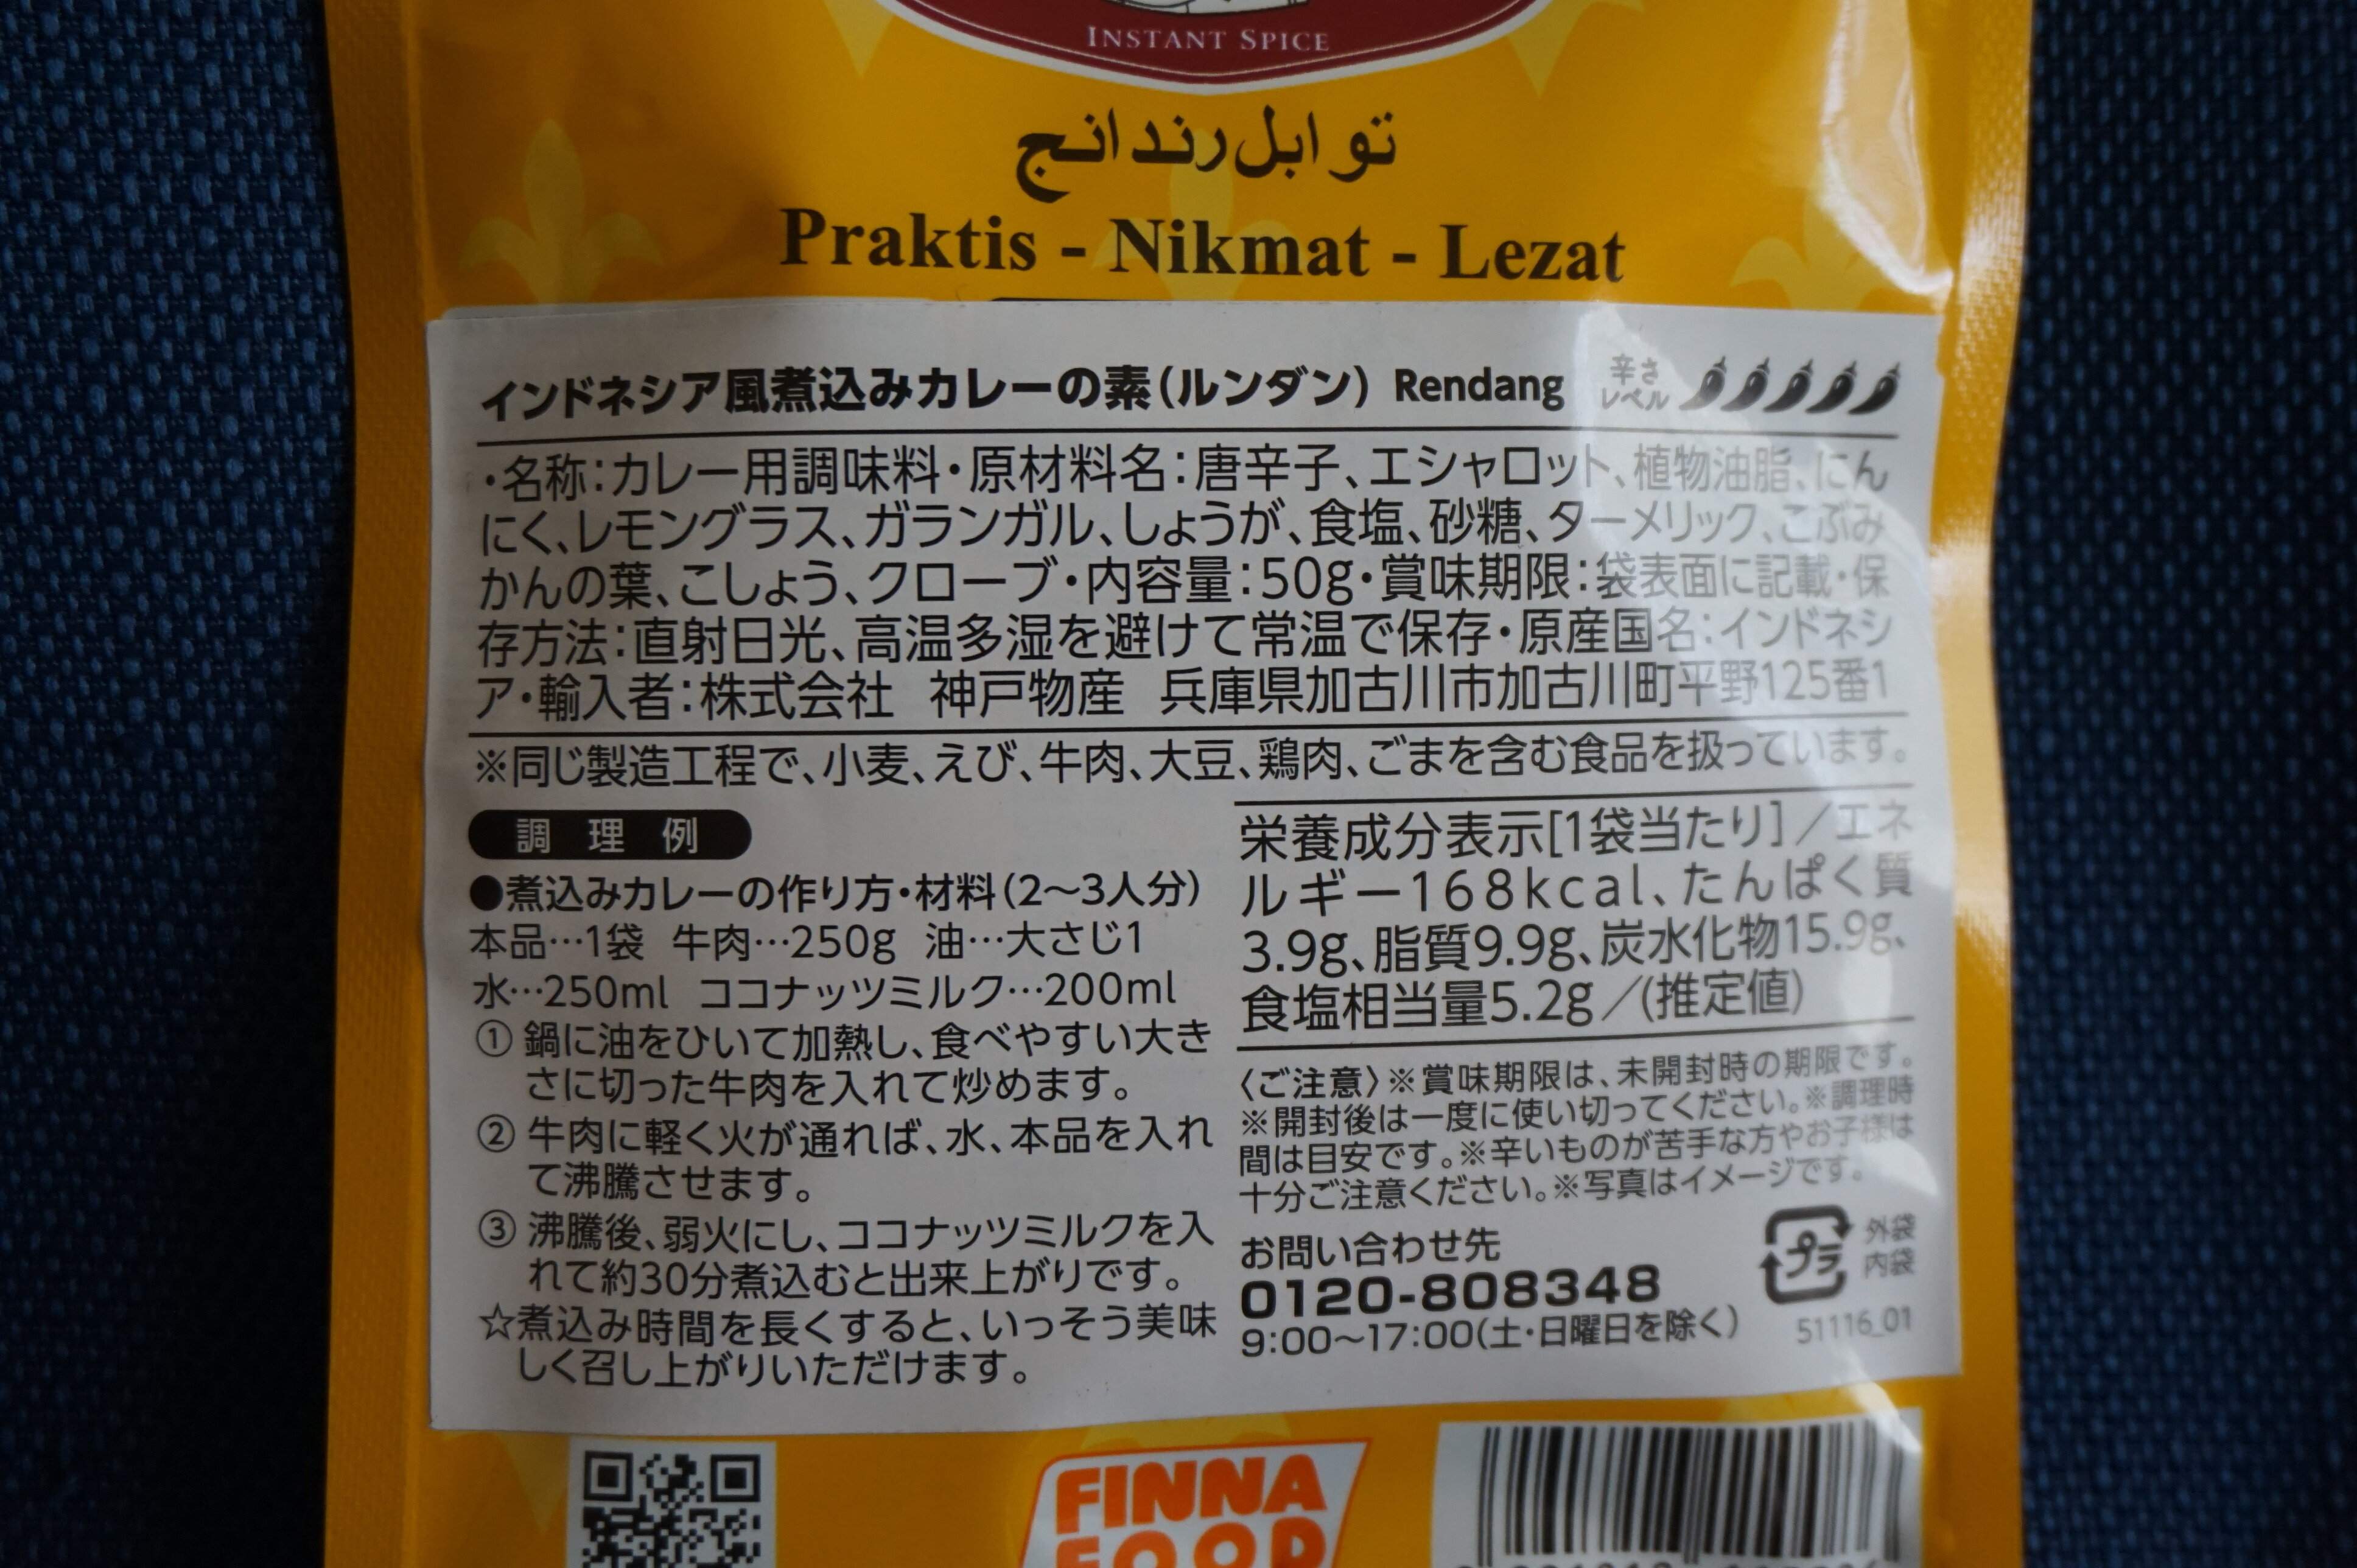 INSTANT SPICE
توابل رندانج
Praktis - Nikmat - Lezat
インドネシア風煮込みカレーの素(ルンダン) Rendang
辛さ
レベル
・名称:カレー用調味料・原材料名:唐辛子、エシャロット、植物油脂、にん
にく、レモングラス、ガランガル、しょうが、食塩、砂糖、ターメリック、こぶみ
かんの葉、こしょう、クローブ・内容量:50g・賞味期限:袋表面に記載・保
存方法:直射日光、高温多湿を避けて常温で保存・原産国名:インドネシ
ア・輸入者:株式会社 神戸物産 兵庫県加古川市加古川町平野125番1
※同じ製造工程で、小麦、えび、牛肉、大豆、鶏肉、ごまを含む食品を扱っています。
調理例
●煮込みカレーの作り方・材料(2〜3人分)
本品…1袋 牛肉…250g 油…大さじ1
水…250ml ココナッツミルク…200ml
① 鍋に油をひいて加熱し、食べやすい大き
さに切った牛肉を入れて炒めます。
② 牛肉に軽く火が通れば、水、本品を入れ
て沸騰させます。
③ 沸騰後、弱火にし、ココナッツミルクを入
れて約30分煮込むと出来上がりです。
☆煮込み時間を長くすると、いっそう美味
しく召し上がりいただけます。
栄養成分表示[1袋当たり]/エネ
ルギー168kcal、たんぱく質
3.9g、脂質9.9g、炭水化物15.9g、
食塩相当量5.2g/(推定値)
〈ご注意〉※賞味期限は、未開封時の期限です。
※開封後は一度に使い切ってください。※調理時
間は目安です。※辛いものが苦手な方やお子様は
十分ご注意ください。※写真はイメージです。
お問い合わせ先
0120-808348
9:00〜17:00(土・日曜日を除く)
プラ
外袋
内袋
51116_01
FINNA
FOOD